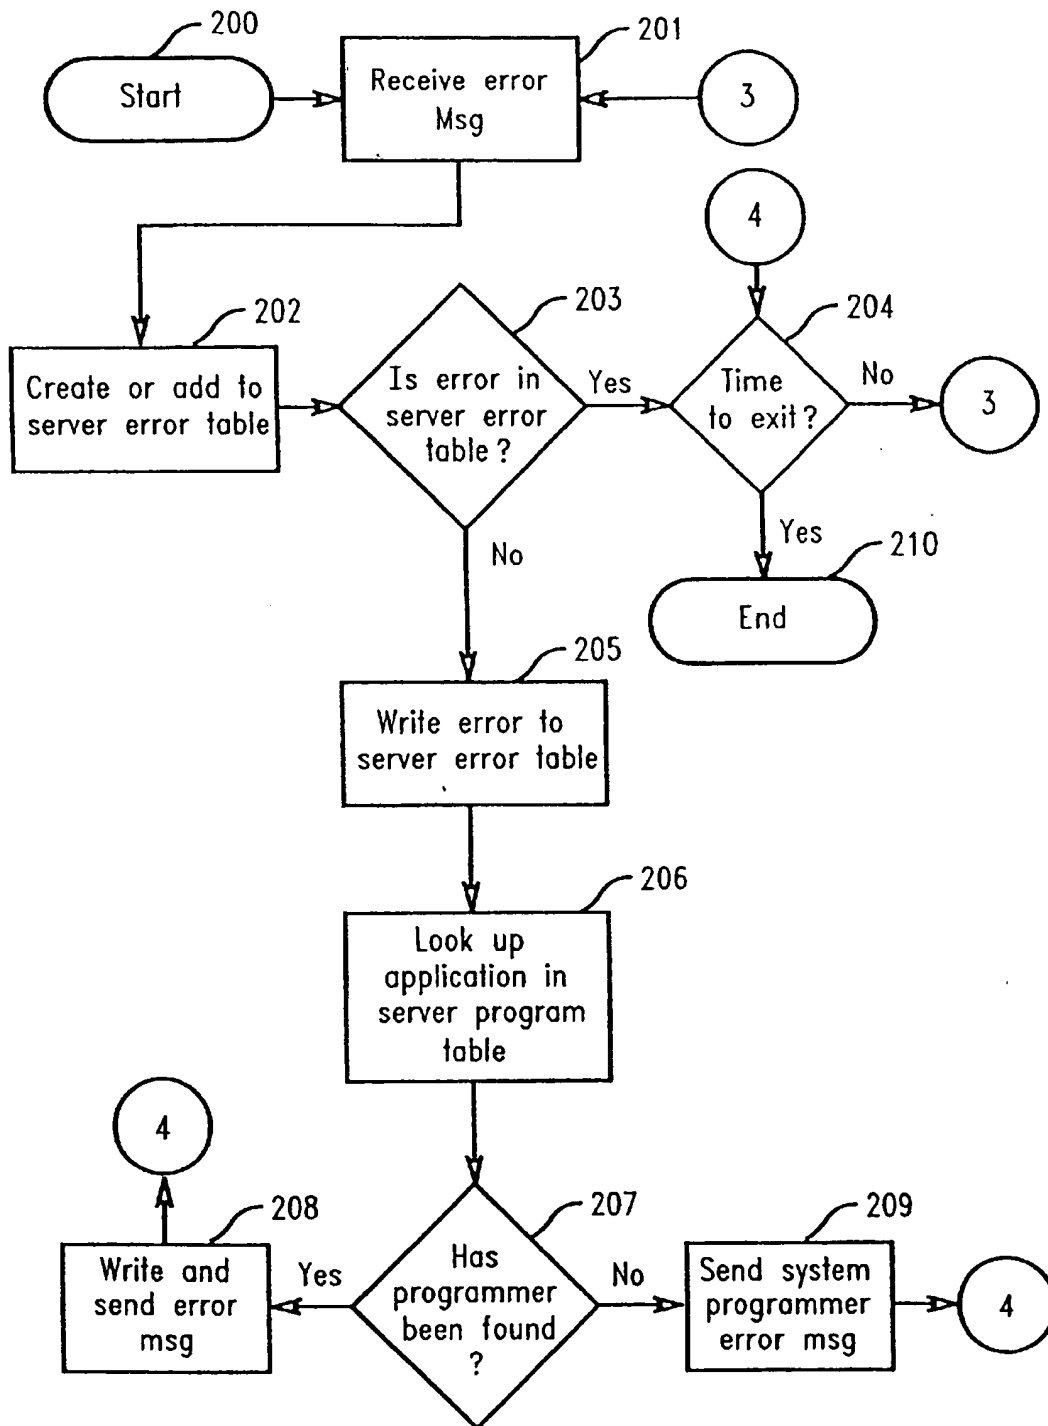 200
Start
201
Receive error
Msg
3
4
202
Create or add to
server error table
203
Is error in
server error
table?
Yes
204
Time
to exit?
No
3
No
Yes
210
End
205
Write error to
server error table
206
Look up
application in
server program
table
4
207
Has
programmer
been found
?
Yes
208
Write and
send error
msg
No
209
Send system
programmer
error msg
4